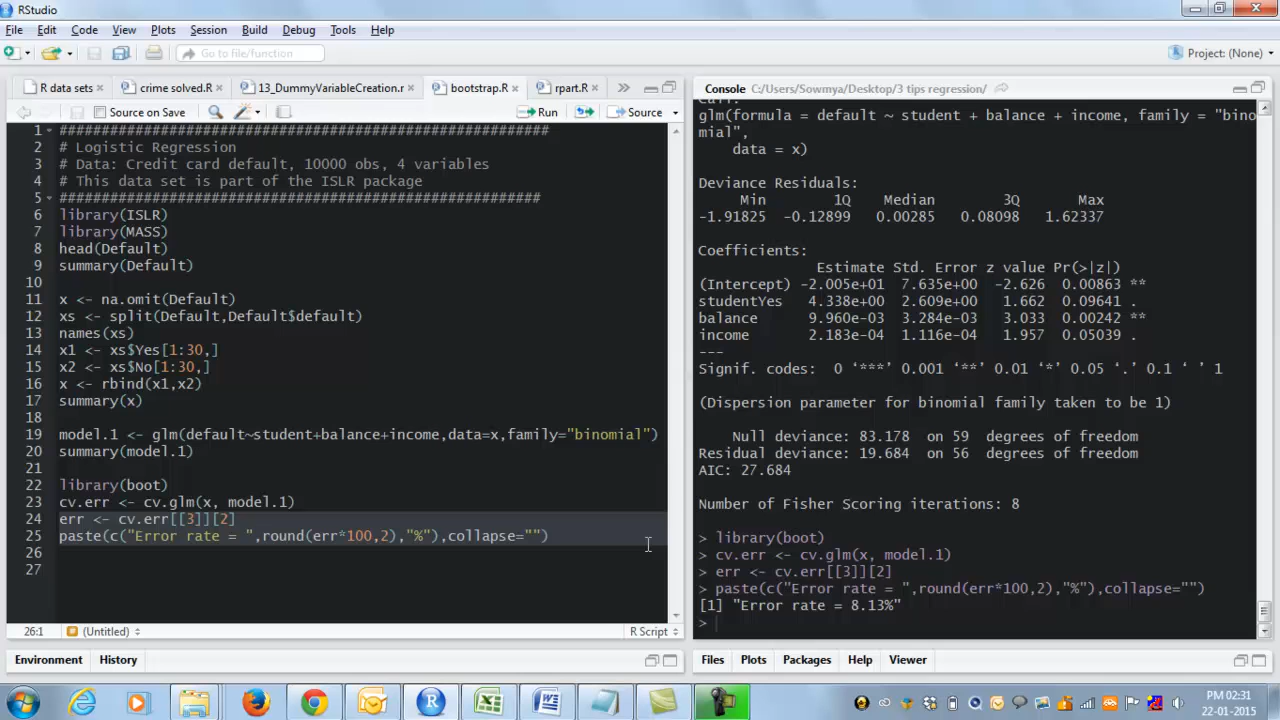 RStudio
File Edit Code View Plots Session Build Debug Tools Help
Go to file/function
Project: (None)
R data sets
crime solved.R
13_DummyVariableCreation.r
bootstrap.R
rpart.R
Source on Save
Run
Source
1 ##########################################################
2 # Logistic Regression
3 # Data: Credit card default, 10000 obs, 4 variables
4 # This data set is part of the ISLR package
5 #########################################################
6 library(ISLR)
7 library(MASS)
8 head(Default)
9 summary(Default)
10
11 x <- na.omit(Default)
12 xs <- split(Default,Default$default)
13 names(xs)
14 x1 <- xs$Yes[1:30,]
15 x2 <- xs$No[1:30,]
16 x <- rbind(x1,x2)
17 summary(x)
18
19 model.1 <- glm(default~student+balance+income,data=x,family="binomial")
20 summary(model.1)
21
22 library(boot)
23 cv.err <- cv.glm(x, model.1)
24 err <- cv.err[[3]][2]
25 paste(c("Error rate = ",round(err*100,2),"%"),collapse="")
26
27
26:1
(Untitled)
R Script
Environment History
Console C:/Users/Sowmya/Desktop/3 tips regression/
Call:
glm(formula = default ~ student + balance + income, family = "bino
mial",
data = x)
Deviance Residuals:
Min 1Q Median 3Q Max
-1.91825 -0.12899 0.00285 0.08098 1.62337
Coefficients:
Estimate Std. Error z value Pr(>|z|)
(Intercept) -2.005e+01 7.635e+00 -2.626 0.00863 **
studentYes 4.338e+00 2.609e+00 1.662 0.09641 .
balance 9.960e-03 3.284e-03 3.033 0.00242 **
income 2.183e-04 1.116e-04 1.957 0.05039 .
---
Signif. codes: 0 ‘***’ 0.001 ‘**’ 0.01 ‘*’ 0.05 ‘.’ 0.1 ‘ ’ 1
(Dispersion parameter for binomial family taken to be 1)
Null deviance: 83.178 on 59 degrees of freedom
Residual deviance: 19.684 on 56 degrees of freedom
AIC: 27.684
Number of Fisher Scoring iterations: 8
> library(boot)
> cv.err <- cv.glm(x, model.1)
> err <- cv.err[[3]][2]
> paste(c("Error rate = ",round(err*100,2),"%"),collapse="")
[1] "Error rate = 8.13%"
>
Files Plots Packages Help Viewer
PM 02:31
22-01-2015